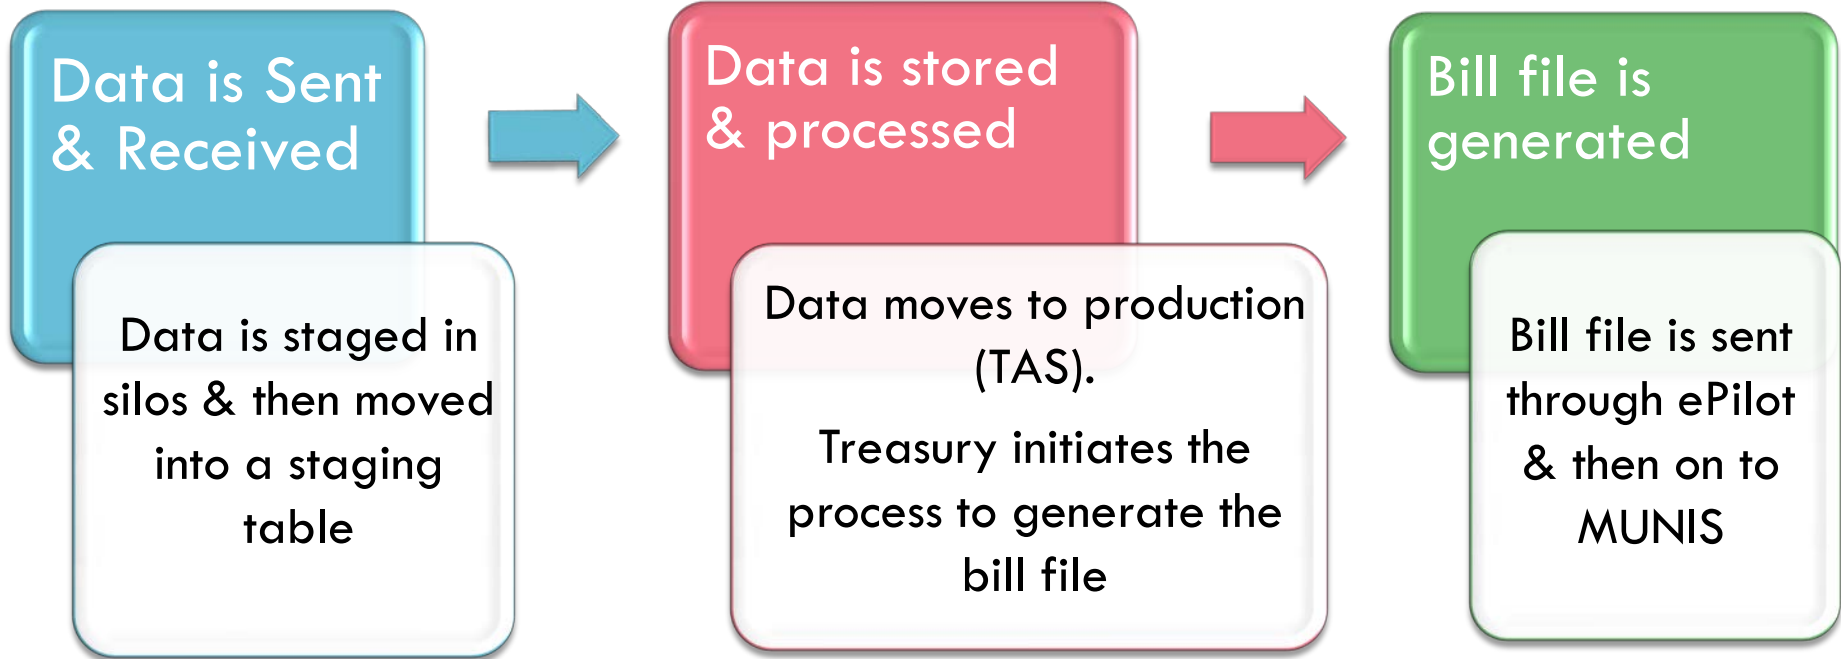 Data is Sent
& Received
Data is staged in
silos & then moved
into a staging
table
Data is stored
& processed
Data moves to production
(TAS).
Treasury initiates the
process to generate the
bill file
Bill file is
generated
Bill file is sent
through ePilot
& then on to
MUNIS